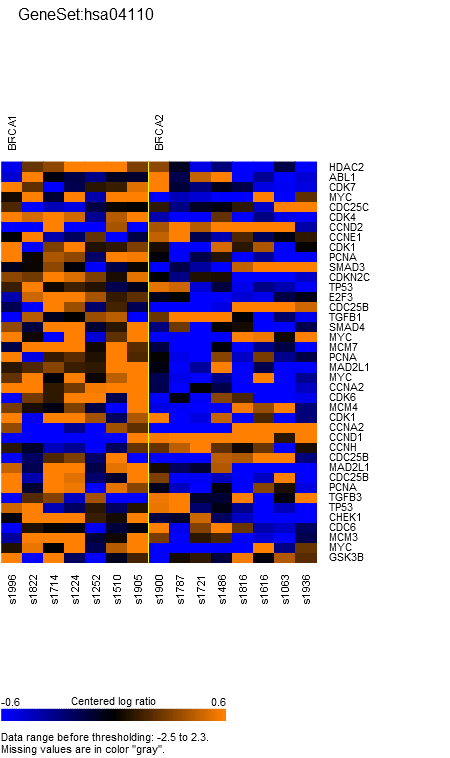 GeneSet:hsa04110
BRCA1
BRCA2
HDAC2
ABL1
CDK7
MYC
CDC25C
CDK4
CCND2
CCNE1
CDK1
PCNA
SMAD3
CDKN2C
TP53
E2F3
CDC25B
TGFB1
SMAD4
MYC
MCM7
PCNA
MAD2L1
MYC
CCNA2
CDK6
MCM4
CDK1
CCNA2
CCND1
CCNH
CDC25B
MAD2L1
CDC25B
PCNA
TGFB3
TP53
CHEK1
CDC6
MCM3
MYC
GSK3B
s1996
s1822
s1714
s1224
s1252
s1510
s1905
s1900
s1787
s1721
s1486
s1816
s1616
s1063
s1936
-0.6 Centered log ratio 0.6
Data range before thresholding: -2.5 to 2.3.
Missing values are in color "gray".